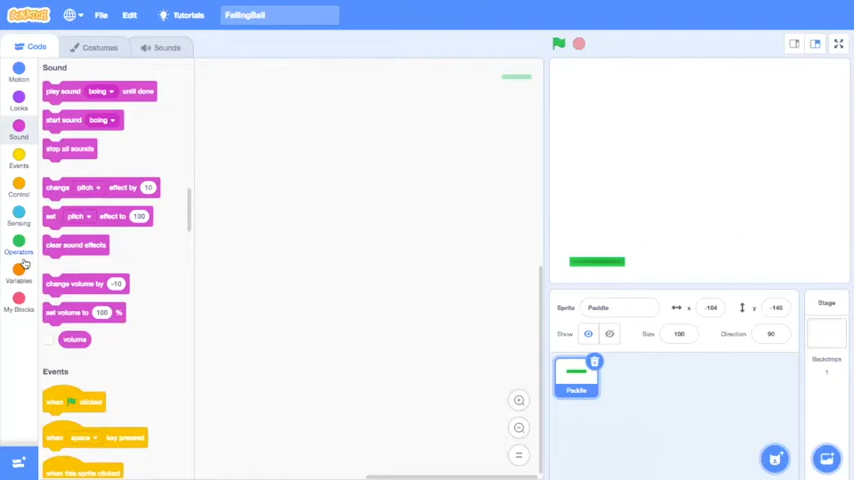 SCRATCH File Edit Tutorials FallingBall
Code Costumes Sounds
Motion
Looks
Sound
Events
Control
Sensing
Operators
Variables
My Blocks
Sound
play sound boing until done
start sound boing
stop all sounds
change pitch effect by 10
set pitch effect to 100
clear sound effects
change volume by -10
set volume to 100 %
volume
Events
when clicked
when space key pressed
when this sprite clicked
Sprite Paddle x -164 y -145
Show Size 100 Direction 90
Paddle
Stage
Backdrops
1